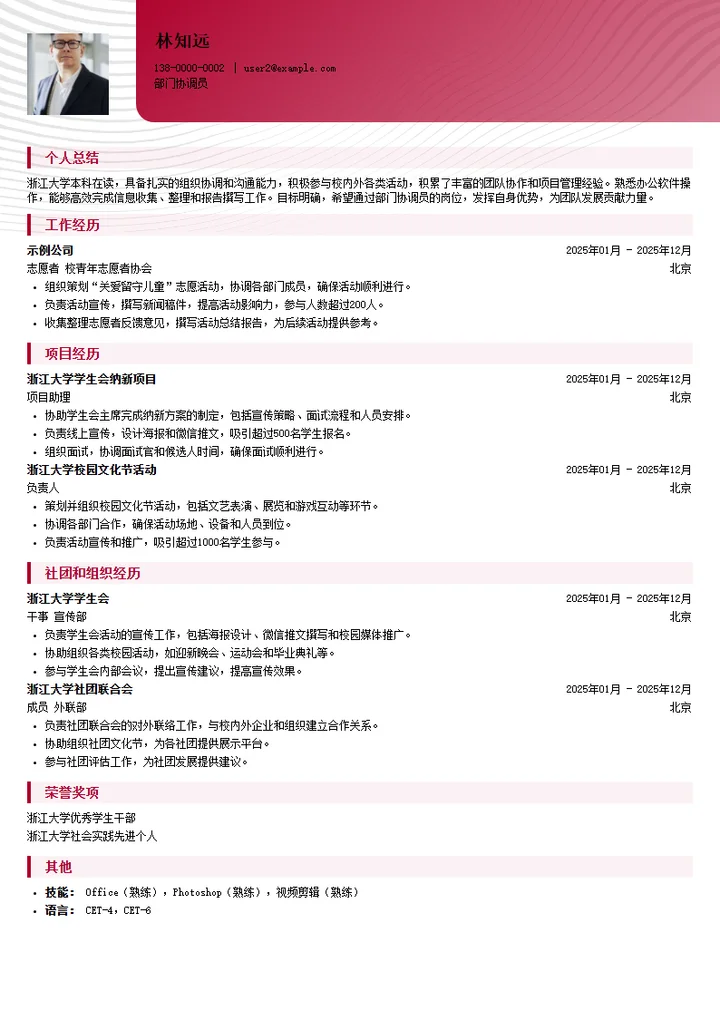 林知远
138-0000-0002 | user2@example.com
部门协调员
个人总结
浙江大学本科在读，具备扎实的组织协调和沟通能力，积极参与校内外各类活动，积累了丰富的团队协作和项目管理经验。熟悉办公软件操
作，能够高效完成信息收集、整理和报告撰写工作。目标明确，希望通过部门协调员的岗位，发挥自身优势，为团队发展贡献力量。
工作经历
示例公司 2025年01月 - 2025年12月
志愿者 校青年志愿者协会 北京
• 组织策划“关爱留守儿童”志愿活动，协调各部门成员，确保活动顺利进行。
• 负责活动宣传，撰写新闻稿件，提高活动影响力，参与人数超过200人。
• 收集整理志愿者反馈意见，撰写活动总结报告，为后续活动提供参考。
项目经历
浙江大学学生会纳新项目 2025年01月 - 2025年12月
项目助理 北京
• 协助学生会主席完成纳新方案的制定，包括宣传策略、面试流程和人员安排。
• 负责线上宣传，设计海报和微信推文，吸引超过500名学生报名。
• 组织面试，协调面试官和候选人时间，确保面试顺利进行。
浙江大学校园文化节活动 2025年01月 - 2025年12月
负责人 北京
• 策划并组织校园文化节活动，包括文艺表演、展览和游戏互动等环节。
• 协调各部门合作，确保活动场地、设备和人员到位。
• 负责活动宣传和推广，吸引超过1000名学生参与。
社团和组织经历
浙江大学学生会 2025年01月 - 2025年12月
干事 宣传部 北京
• 负责学生会活动的宣传工作，包括海报设计、微信推文撰写和校园媒体推广。
• 协助组织各类校园活动，如迎新晚会、运动会和毕业典礼等。
• 参与学生会内部会议，提出宣传建议，提高宣传效果。
浙江大学社团联合会 2025年01月 - 2025年12月
成员 外联部 北京
• 负责社团联合会的对外联络工作，与校内外企业和组织建立合作关系。
• 协助组织社团文化节，为各社团提供展示平台。
• 参与社团评估工作，为社团发展提供建议。
荣誉奖项
浙江大学优秀学生干部
浙江大学社会实践先进个人
其他
• 技能： Office（熟练），Photoshop（熟练），视频剪辑（熟练）
• 语言： CET-4，CET-6